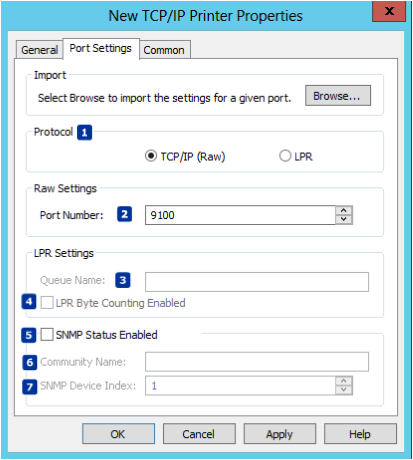 New TCP/IP Printer Properties
x
General Port Settings Common
Import
Select Browse to import the settings for a given port. Browse...
Protocol 1
TCP/IP (Raw) LPR
Raw Settings
Port Number: 2 9100
LPR Settings
Queue Name: 3
4 LPR Byte Counting Enabled
5 SNMP Status Enabled
6 Community Name:
7 SNMP Device Index: 1
OK Cancel Apply Help